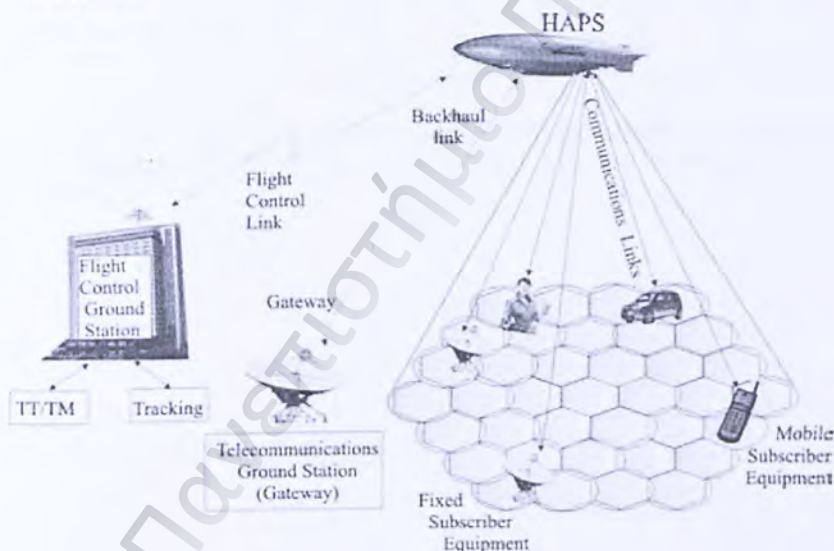 HAPS
Backhaul
link
Communications Links
Flight
Control
Link
Flight
Control
Ground
Station
Gateway
TT/TM
Tracking
Telecommunications
Ground Station
(Gateway)
Mobile
Subscriber
Equipment
Fixed
Subscriber
Equipment
Πανεπιστήμιο Π